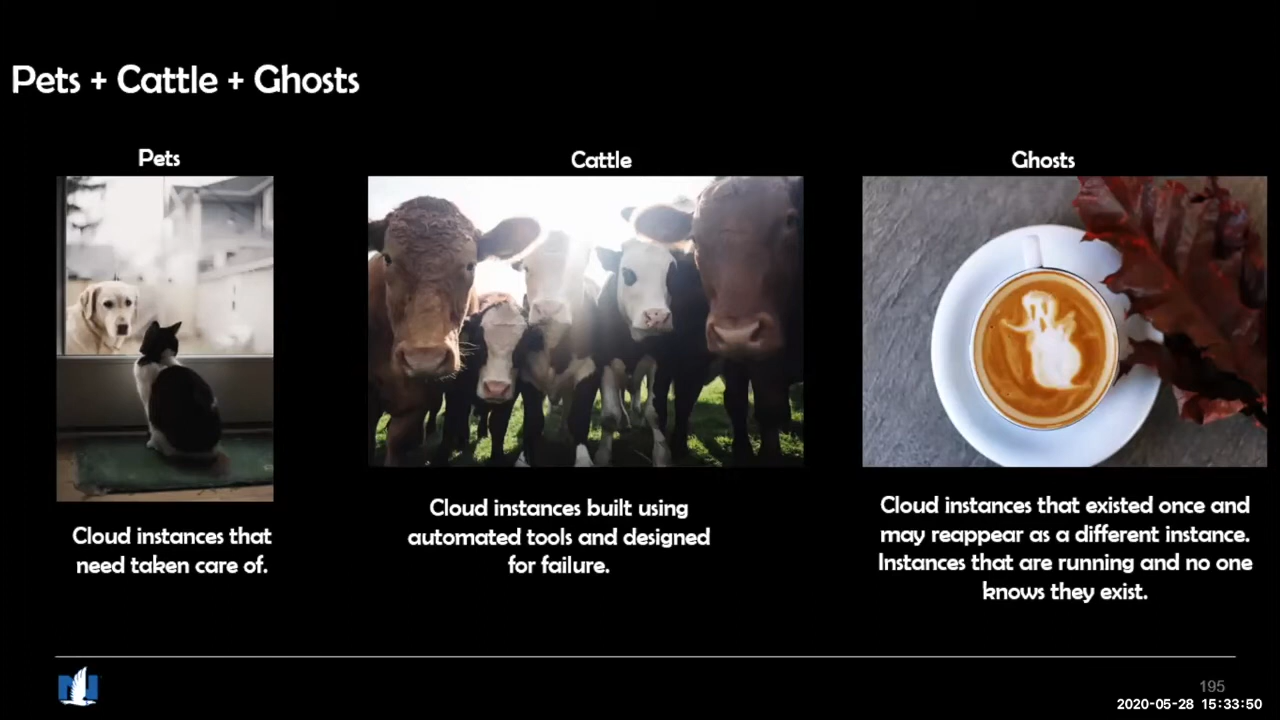 Pets + Cattle + Ghosts
Pets
Cloud instances that
need taken care of.
Cattle
Cloud instances built using
automated tools and designed
for failure.
Ghosts
Cloud instances that existed once and
may reappear as a different instance.
Instances that are running and no one
knows they exist.
195
2020-05-28 15:33:50